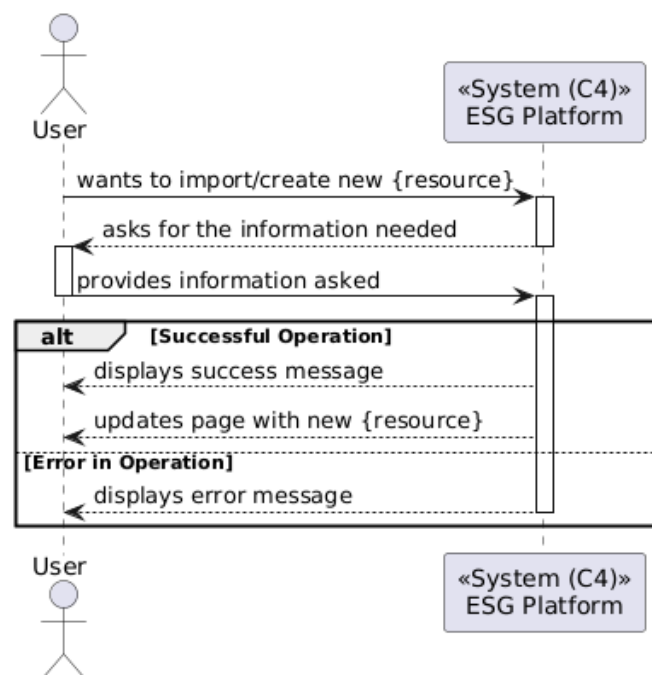 User
«System (C4)»
ESG Platform
wants to import/create new {resource}
asks for the information needed
provides information asked
alt [Successful Operation]
displays success message
updates page with new {resource}
[Error in Operation]
displays error message
User
«System (C4)»
ESG Platform